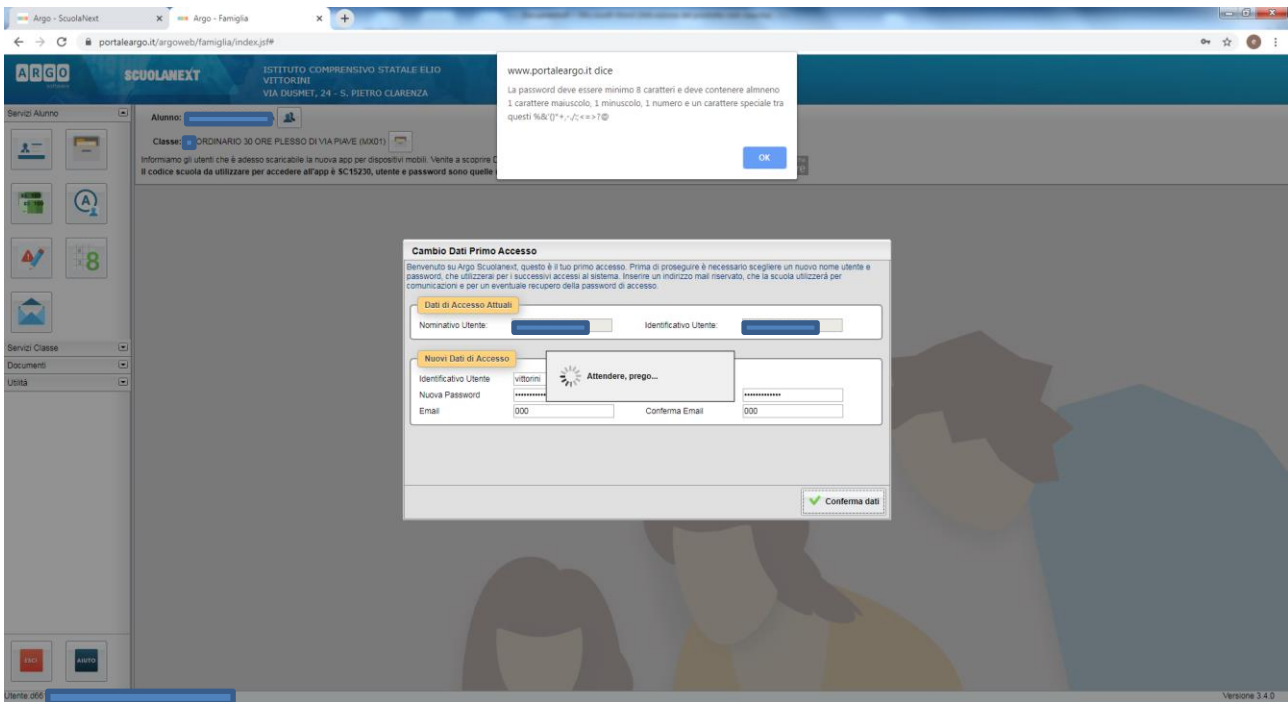 Argo - ScuolaNext
Argo - Famiglia
portaleargo.it/argoweb/famiglia/index.jsf#
ARGO
software
SCUOLANEXT
ISTITUTO COMPRENSIVO STATALE ELIO
VITTORINI
VIA DUSMET, 24 - S. PIETRO CLARENZA
www.portaleargo.it dice
La password deve essere minimo 8 caratteri e deve contenere almneno
1 carattere maiuscolo, 1 minuscolo, 1 numero e un carattere speciale tra
questi %&'()*+,-./:;<=>?@
OK
Servizi Alunno
Alunno:
Classe: ORDINARIO 30 ORE PLESSO DI VIA PIAVE (MX01)
Informiamo gli utenti che è adesso scaricabile la nuova app per dispositivi mobili. Venite a scoprire
Il codice scuola da utilizzare per accedere all'app è SC15230, utente e password sono quelle
Cambio Dati Primo Accesso
Benvenuto su Argo Scuolanext, questo è il tuo primo accesso. Prima di proseguire è necessario scegliere un nuovo nome utente e
password, che utilizzerai per i successivi accessi al sistema. Inserire un indirizzo mail riservato, che la scuola utilizzerà per
comunicazioni e per un eventuale recupero della password di accesso.
Dati di Accesso Attuali
Nominativo Utente:
Identificativo Utente:
Nuovi Dati di Accesso
Identificativo Utente vittorini
Attendere, prego...
Nuova Password
Email 000 Conferma Email 000
Conferma dati
Servizi Classe
Documenti
Utilità
ESCI
AIUTO
Utente:d66
Versione 3.4.0